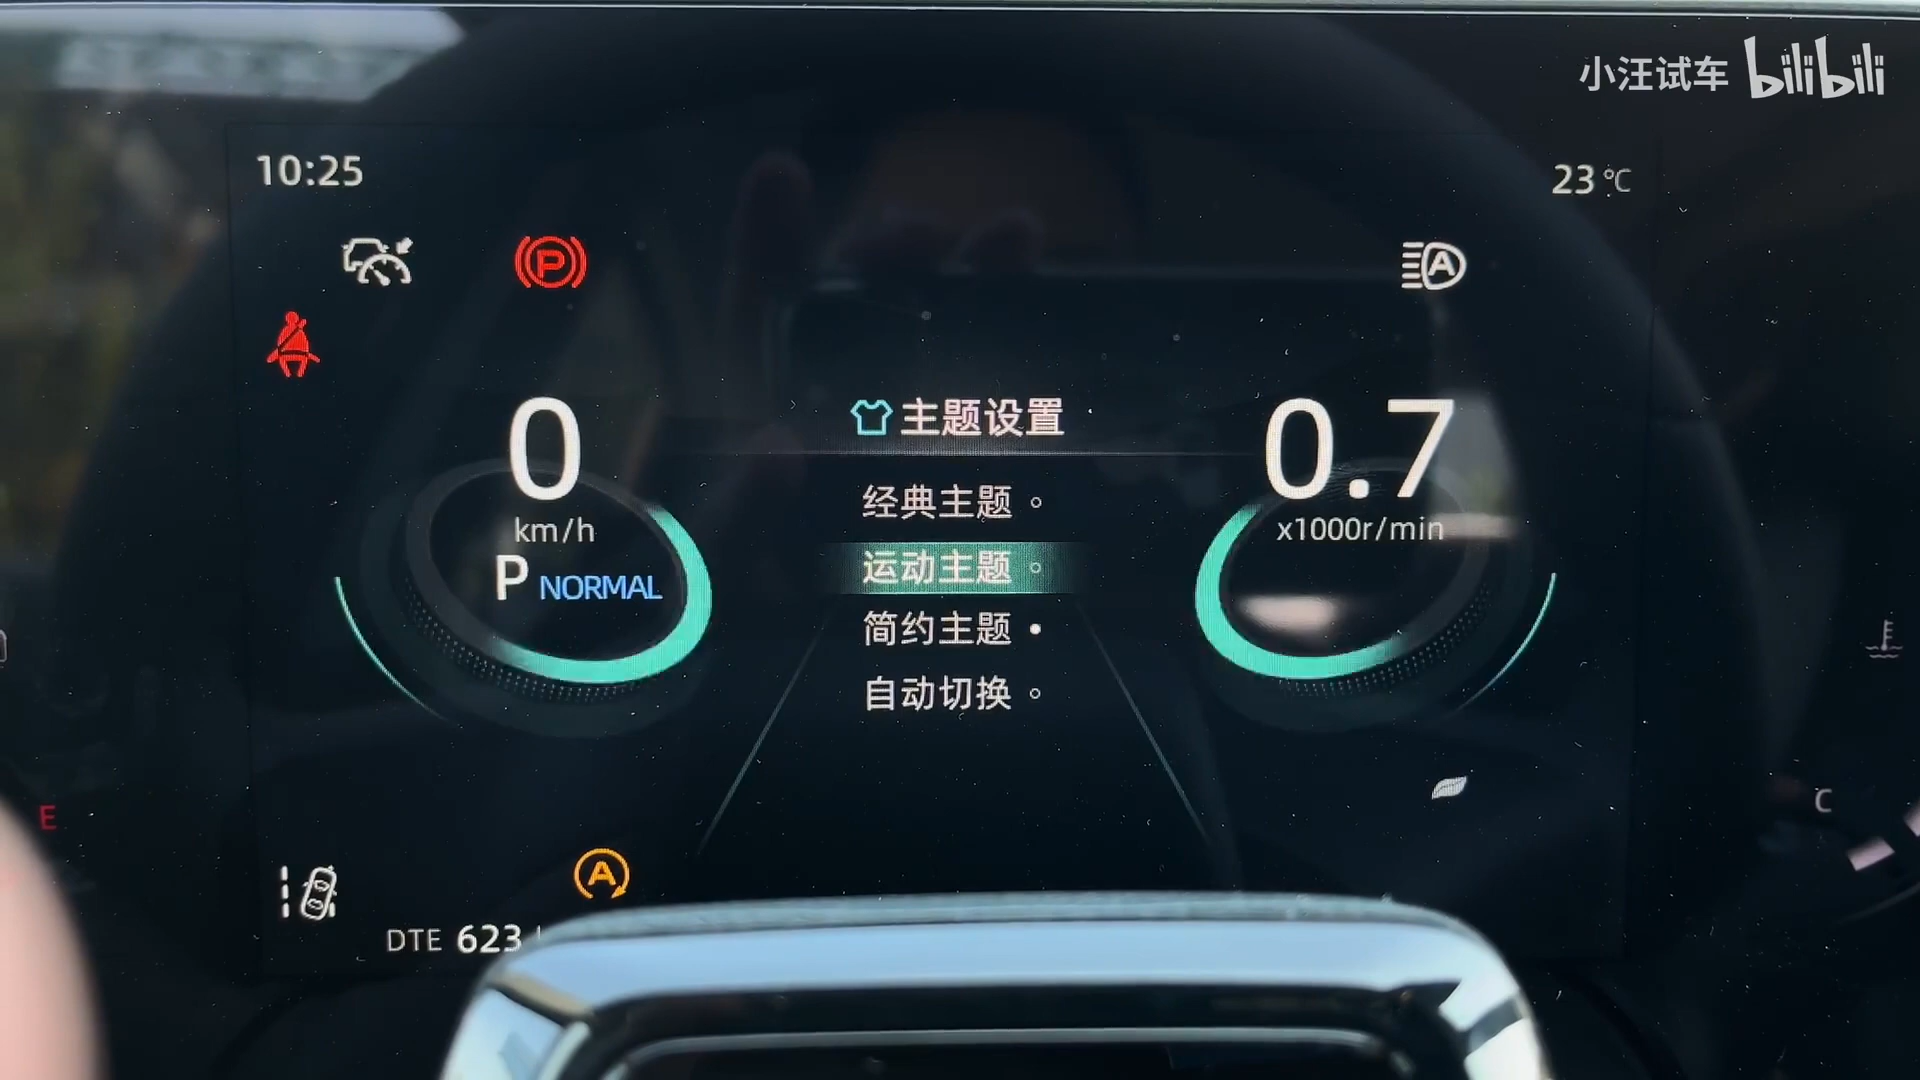 小汪试车 bilibili
10:25
23 °C
P
A
主题设置
0
0.7
km/h
x1000r/min
经典主题
运动主题
P NORMAL
简约主题
自动切换
E
C
A
DTE 623